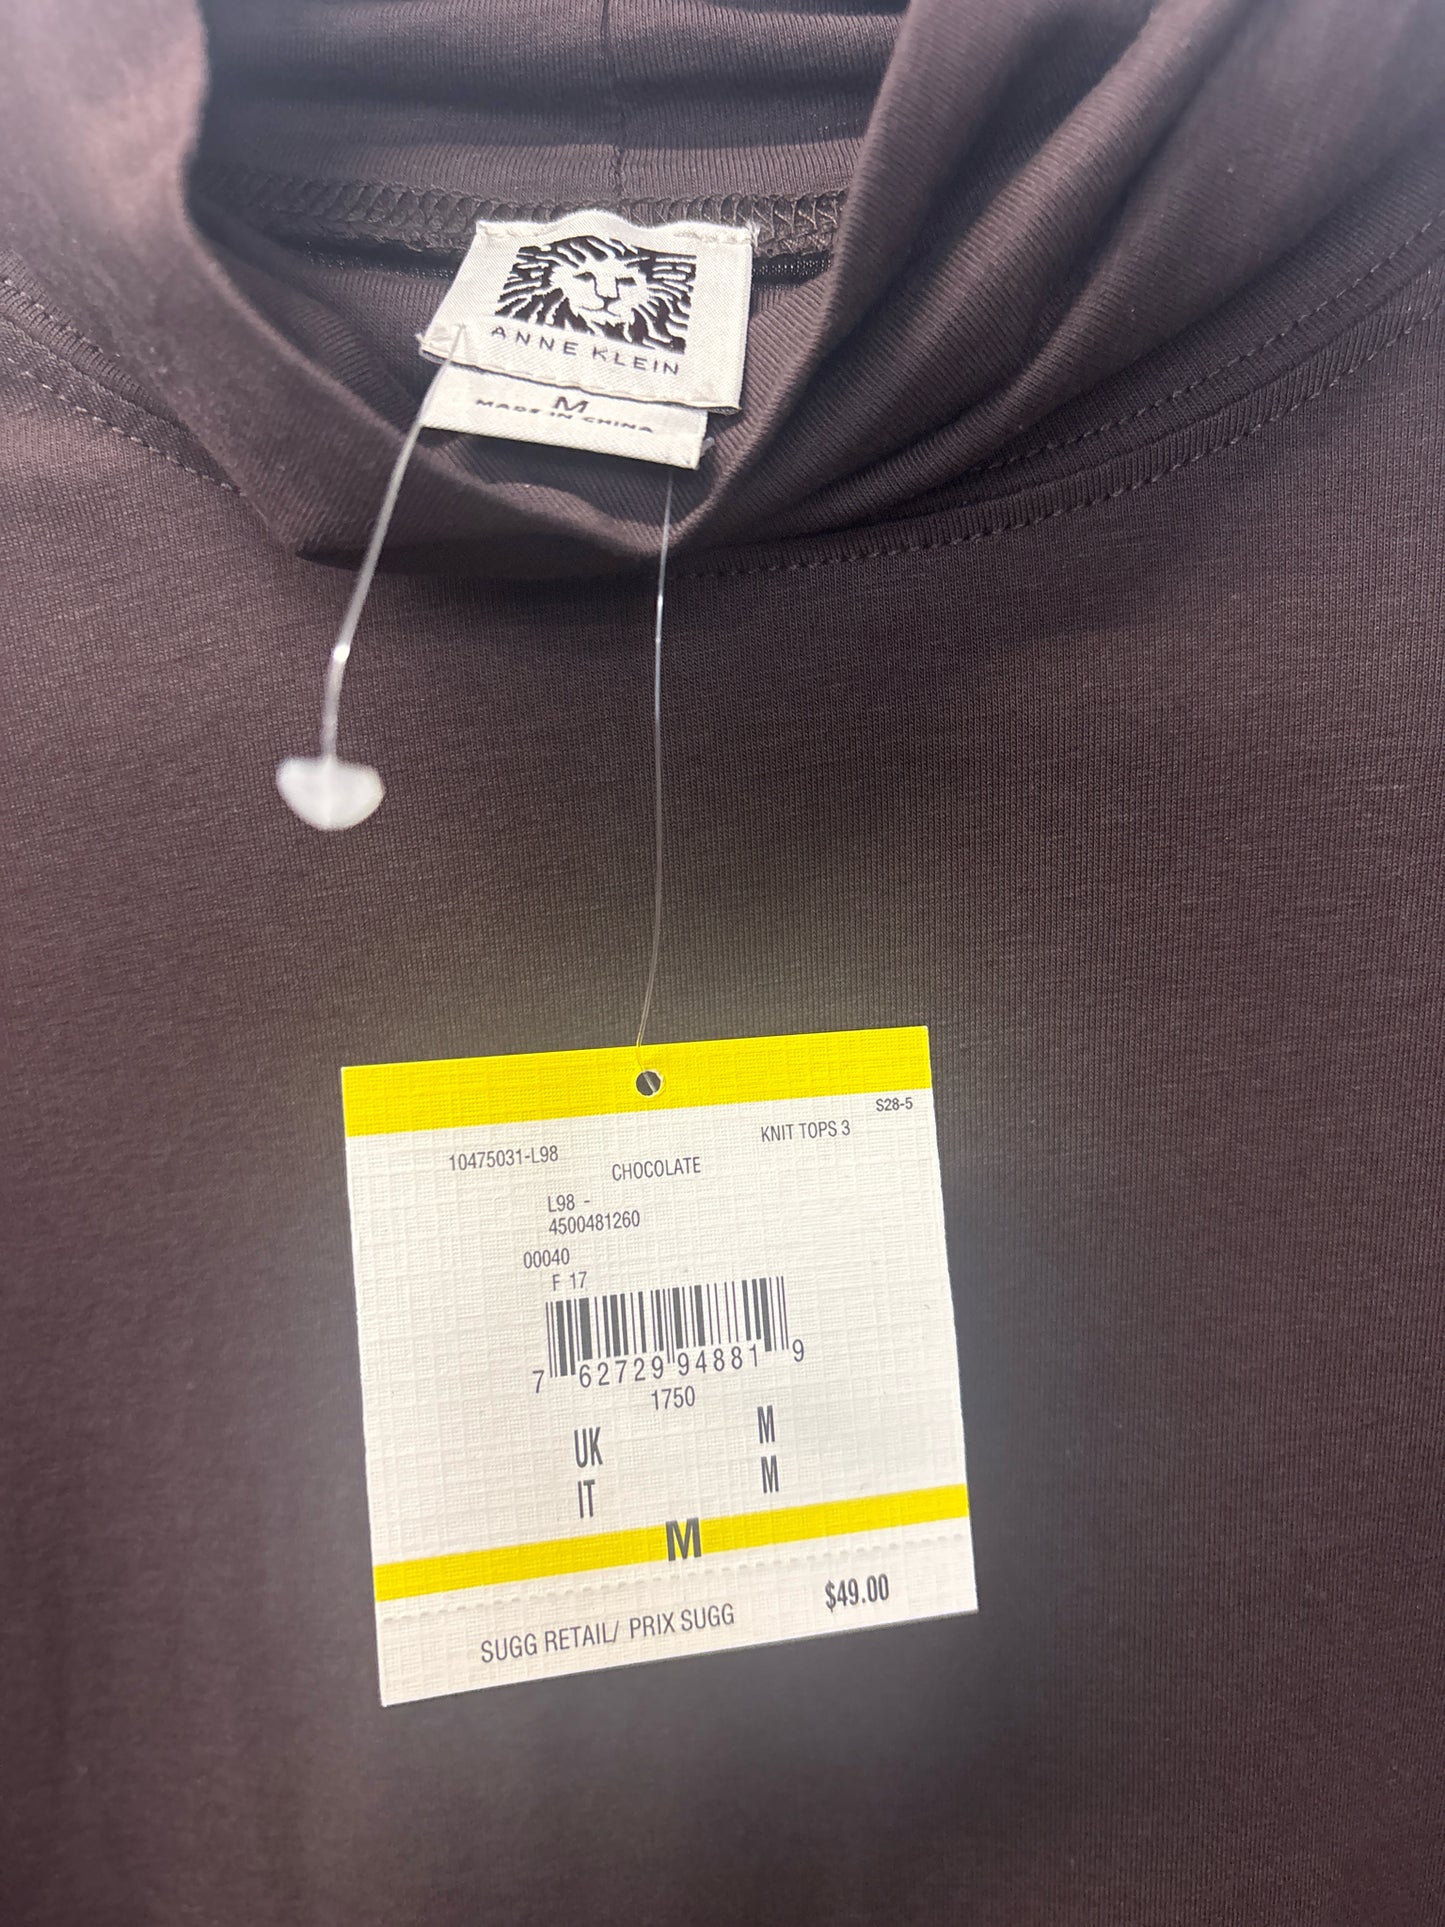 ANNE KLEIN
M
MADE IN CHINA
S28-5
10475031-L98 KNIT TOPS 3
CHOCOLATE
L98 -
4500481260
00040
F 17
7 62729 94881 9
1750
UK M
IT M
M
SUGG RETAIL/ PRIX SUGG $49.00